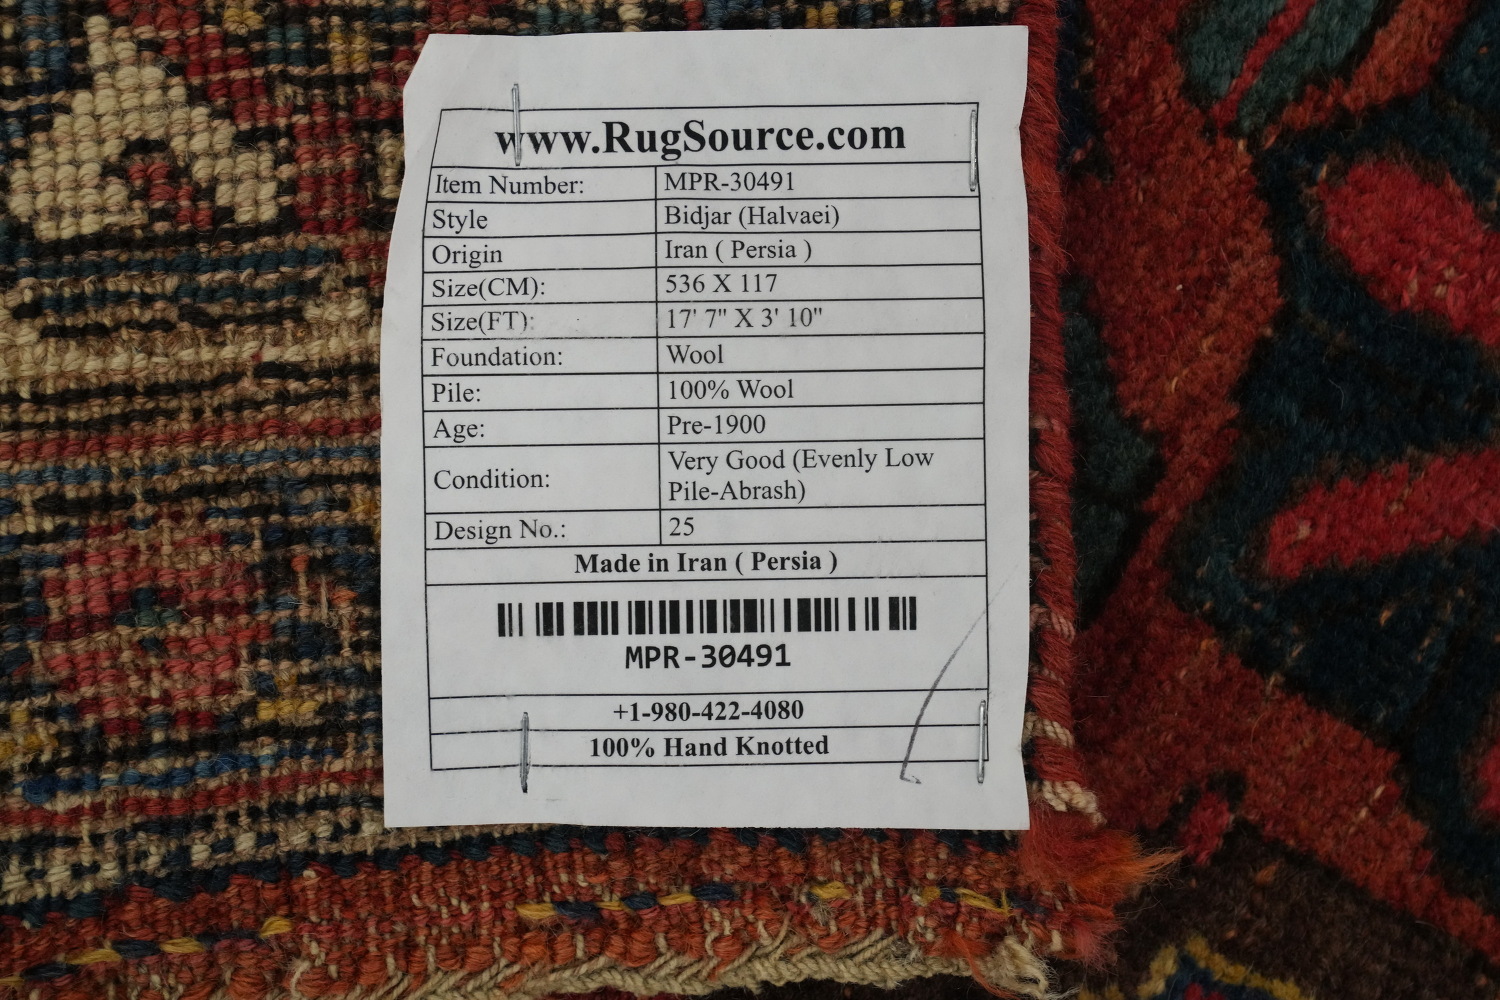 www.RugSource.com
Item Number: MPR-30491
Style Bidjar (Halvaei)
Origin Iran ( Persia )
Size(CM): 536 X 117
Size(FT): 17' 7" X 3' 10"
Foundation: Wool
Pile: 100% Wool
Age: Pre-1900
Condition: Very Good (Evenly Low
Pile-Abrash)
Design No.: 25
Made in Iran ( Persia )
MPR-30491
+1-980-422-4080
100% Hand Knotted